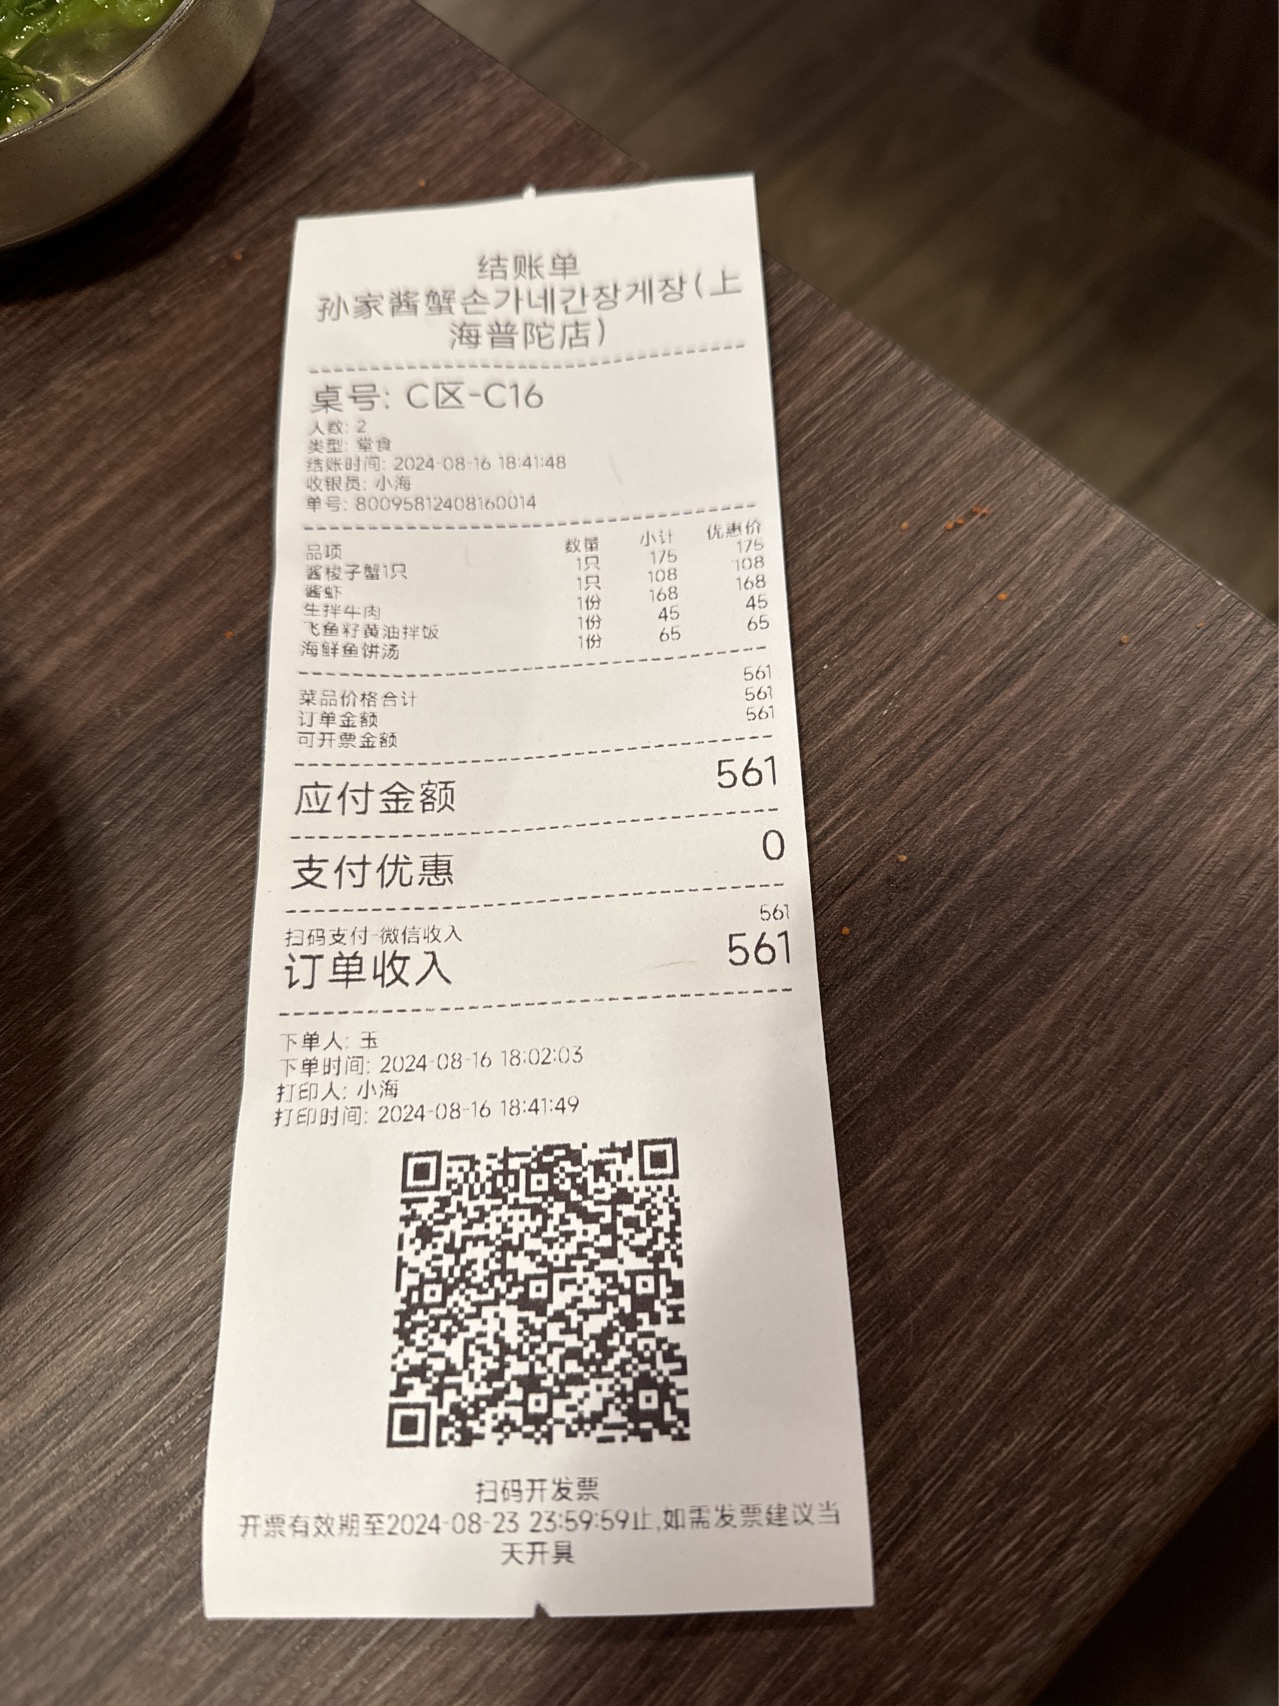 结账单
孙家酱蟹손가네간장게장(上
海普陀店)
桌号: C区-C16
人数: 2
类型: 堂食
结账时间: 2024-08-16 18:41:48
收银员: 小海
单号: 80095812408160014
品项 数量 小计 优惠价
酱梭子蟹1只 1只 175 175
酱虾 1只 108 108
生拌牛肉 1份 168 168
飞鱼籽黄油拌饭 1份 45 45
海鲜鱼饼汤 1份 65 65
菜品价格合计 561
订单金额 561
可开票金额 561
应付金额 561
支付优惠 0
扫码支付-微信收入 561
订单收入 561
下单人: 玉
下单时间: 2024-08-16 18:02:03
打印人: 小海
打印时间: 2024-08-16 18:41:49
扫码开发票
开票有效期至2024-08-23 23:59:59止,如需发票建议当
天开具